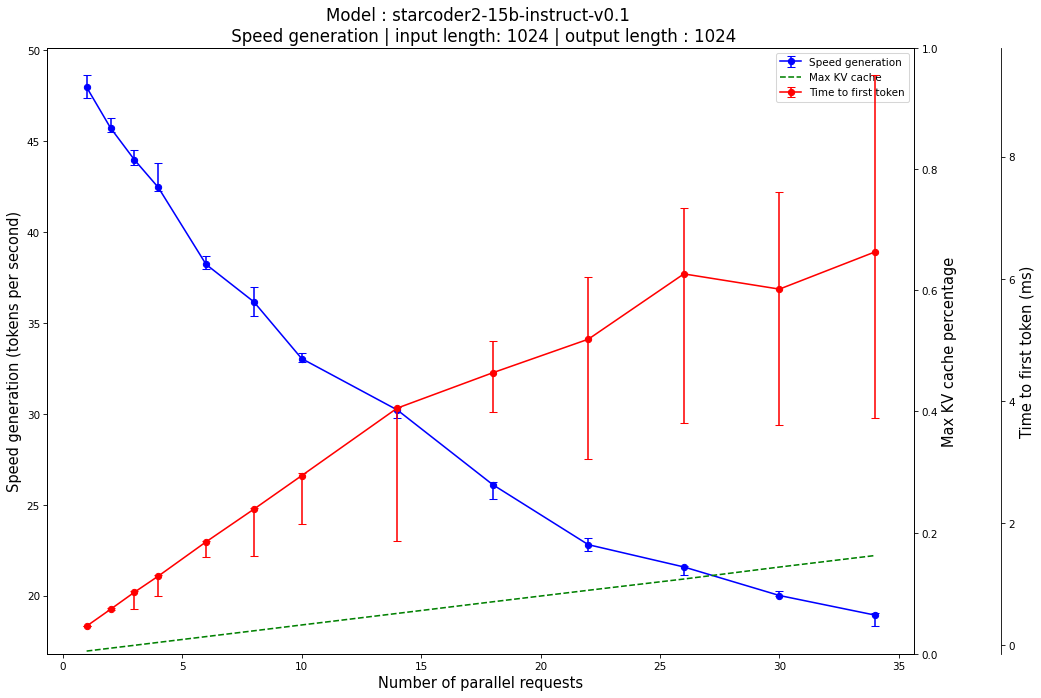 Model : starcoder2-15b-instruct-v0.1
Speed generation | input length: 1024 | output length : 1024
Speed generation
Max KV cache
Time to first token
Speed generation (tokens per second)
50
45
40
35
30
25
20
0
5
10
15
20
25
30
35
Number of parallel requests
1.0
0.8
0.6
0.4
0.2
0.0
Max KV cache percentage
8
6
4
2
0
Time to first token (ms)